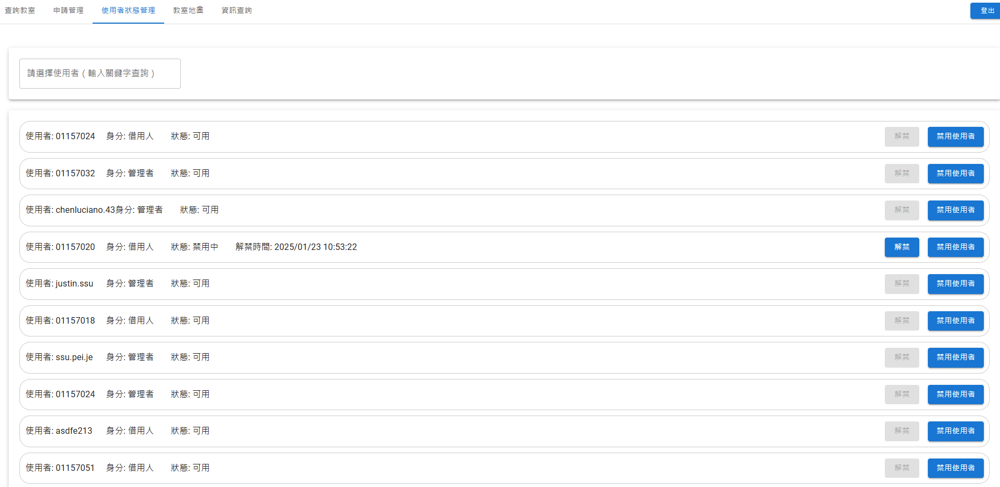 查詢教室 申請管理 使用者狀態管理 教室地圖 資訊查詢 登出
請選擇使用者（輸入關鍵字查詢）
使用者: 01157024 身分: 借用人 狀態: 可用 解禁 禁用使用者
使用者: 01157032 身分: 管理者 狀態: 可用 解禁 禁用使用者
使用者: chenluciano.43身分: 管理者 狀態: 可用 解禁 禁用使用者
使用者: 01157020 身分: 借用人 狀態: 禁用中 解禁時間: 2025/01/23 10:53:22 解禁 禁用使用者
使用者: justin.ssu 身分: 管理者 狀態: 可用 解禁 禁用使用者
使用者: 01157018 身分: 借用人 狀態: 可用 解禁 禁用使用者
使用者: ssu.pei.je 身分: 管理者 狀態: 可用 解禁 禁用使用者
使用者: 01157024 身分: 管理者 狀態: 可用 解禁 禁用使用者
使用者: asdfe213 身分: 借用人 狀態: 可用 解禁 禁用使用者
使用者: 01157051 身分: 借用人 狀態: 可用 解禁 禁用使用者